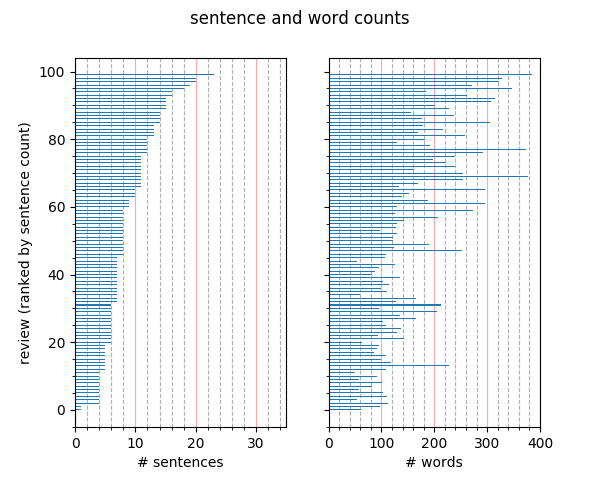 sentence and word counts
review (ranked by sentence count)
100
80
60
40
20
0
0 10 20 30
# sentences
0 100 200 300 400
# words